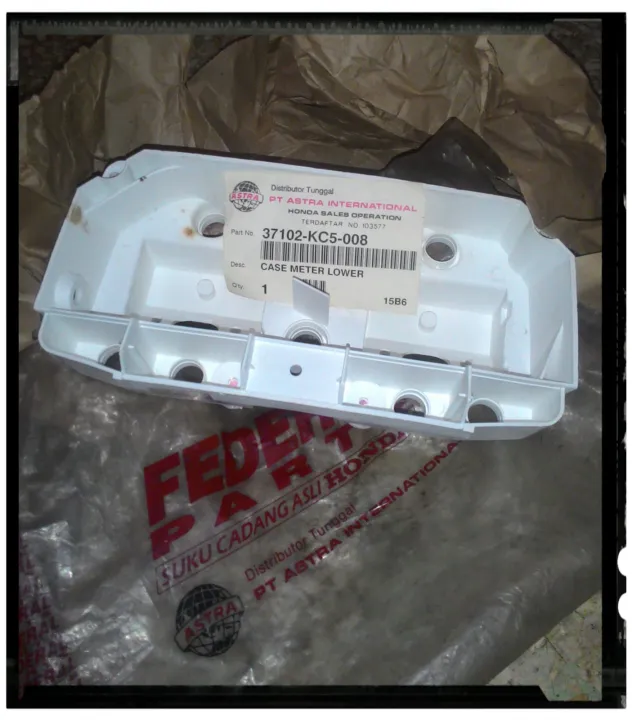 Distributor Tunggal
ASTRA
PT ASTRA INTERNATIONAL
HONDA SALES OPERATION
TERDAFTAR NO 103577
Part No 37102-KC5-008
Desc CASE METER LOWER
Q'ty 1
15B6
FEDER
PART
SUKU CADANG ASLI HONDA
Distributor Tunggal
PT ASTRA INTERNATIONAL
ASTRA